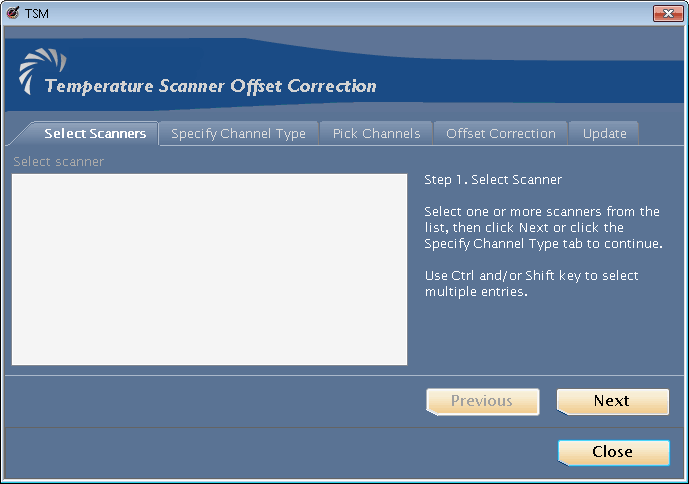 TSM
Temperature Scanner Offset Correction
Select Scanners Specify Channel Type Pick Channels Offset Correction Update
Select scanner
Step 1. Select Scanner
Select one or more scanners from the
list, then click Next or click the
Specify Channel Type tab to continue.
Use Ctrl and/or Shift key to select
multiple entries.
Previous Next
Close